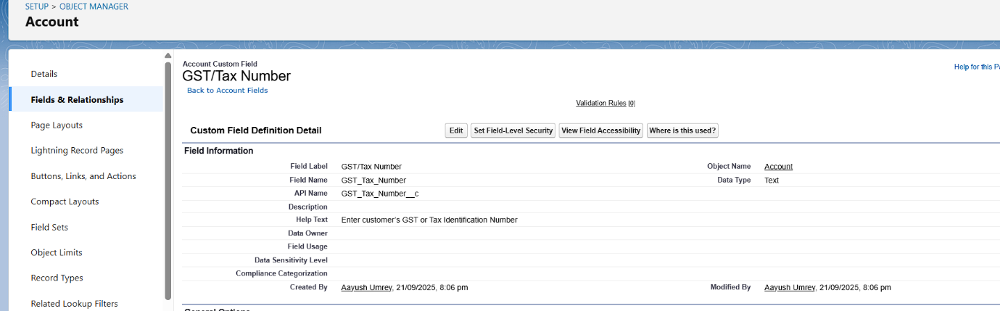 SETUP > OBJECT MANAGER
Account
Details
Fields & Relationships
Page Layouts
Lightning Record Pages
Buttons, Links, and Actions
Compact Layouts
Field Sets
Object Limits
Record Types
Related Lookup Filters
Account Custom Field
GST/Tax Number
Back to Account Fields
Help for this Pa
Validation Rules [0]
Custom Field Definition Detail Edit Set Field-Level Security View Field Accessibility Where is this used?
Field Information
Field Label GST/Tax Number Object Name Account
Field Name GST_Tax_Number Data Type Text
API Name GST_Tax_Number__c
Description
Help Text Enter customer's GST or Tax Identification Number
Data Owner
Field Usage
Data Sensitivity Level
Compliance Categorization
Created By Aayush Umrey, 21/09/2025, 8:06 pm Modified By Aayush Umrey, 21/09/2025, 8:06 pm
General Options